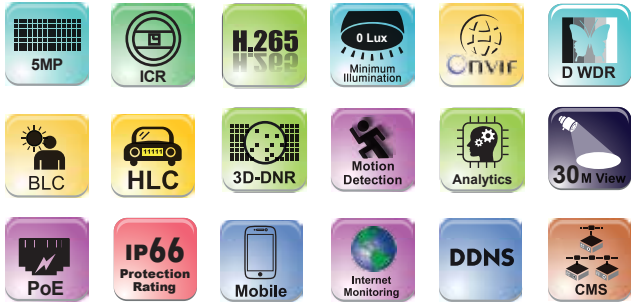 5MP
ICR
H.265
0 Lux
Minimum
Illumination
ONVIF
D WDR
BLC
11111
HLC
3D-DNR
Motion
Detection
Analytics
30M View
PoE
IP66
Protection
Rating
Mobile
Internet
Monitoring
DDNS
CMS